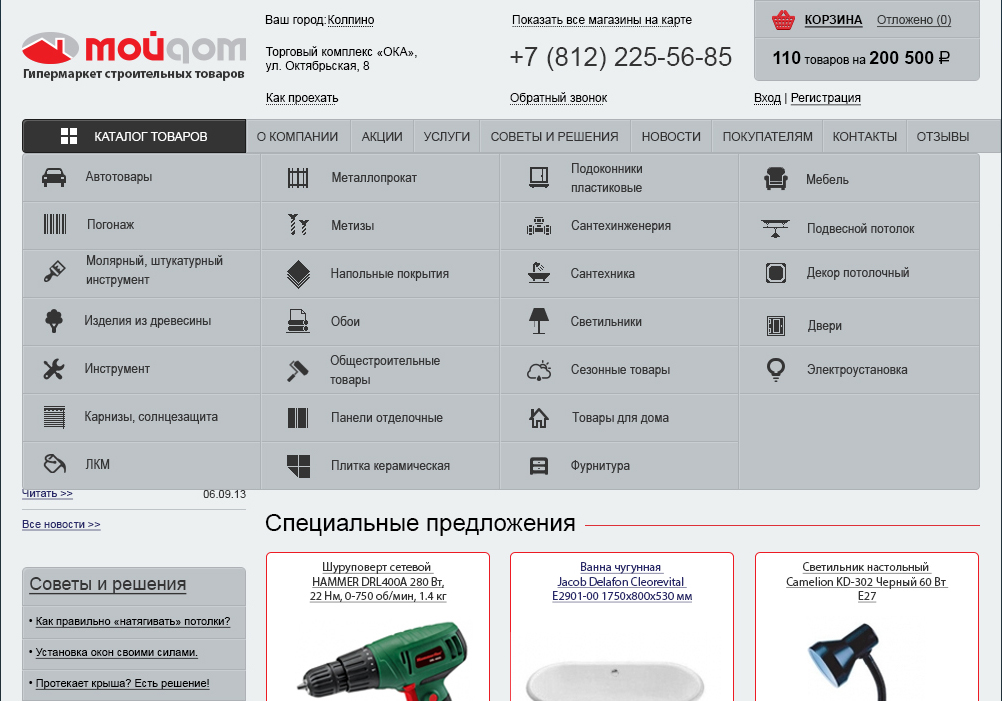 мойдом
Гипермаркет строительных товаров
Ваш город: Колпино
Торговый комплекс «ОКА»,
ул. Октябрьская, 8
Как проехать
Показать все магазины на карте
+7 (812) 225-56-85
Обратный звонок
КОРЗИНА Отложено (0)
110 товаров на 200 500 ₽
Вход | Регистрация
КАТАЛОГ ТОВАРОВ О КОМПАНИИ АКЦИИ УСЛУГИ СОВЕТЫ И РЕШЕНИЯ НОВОСТИ ПОКУПАТЕЛЯМ КОНТАКТЫ ОТЗЫВЫ
Автотовары
Погонаж
Молярный, штукатурный
инструмент
Изделия из древесины
Инструмент
Карнизы, солнцезащита
ЛКМ
Металлопрокат
Метизы
Напольные покрытия
Обои
Общестроительные
товары
Панели отделочные
Плитка керамическая
Подоконники
пластиковые
Сантехинженерия
Сантехника
Светильники
Сезонные товары
Товары для дома
Фурнитура
Мебель
Подвесной потолок
Декор потолочный
Двери
Электроустановка
Читать >> 06.09.13
Все новости >>
Советы и решения
• Как правильно «натягивать» потолки?
• Установка окон своими силами.
• Протекает крыша? Есть решение!
Специальные предложения
Шуруповерт сетевой
HAMMER DRL400A 280 Вт,
22 Нм, 0-750 об/мин, 1.4 кг
Ванна чугунная
Jacob Delafon Cleorevital
E2901-00 1750x800x530 мм
Светильник настольный
Camelion KD-302 Черный 60 Вт
E27